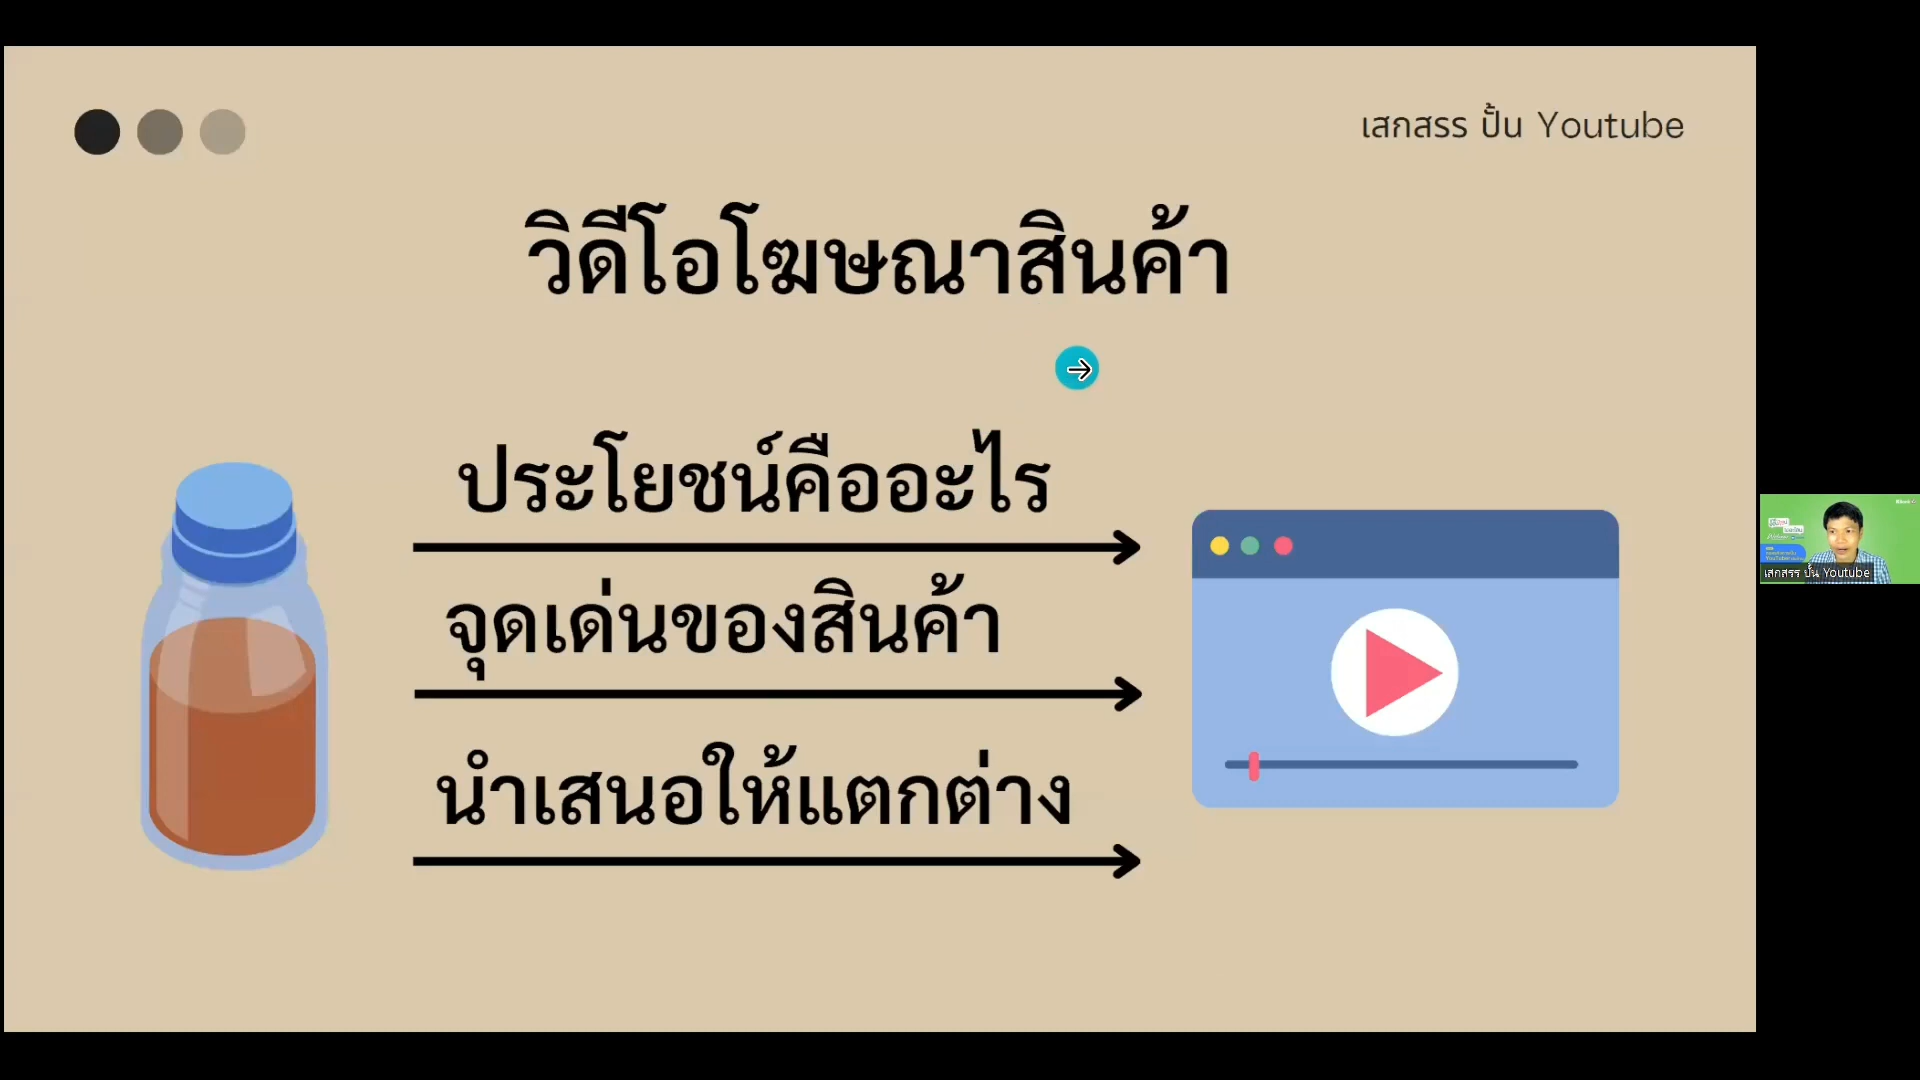 เสกสรร ปั้น Youtube
วิดีโอโฆษณาสินค้า
ประโยชน์คืออะไร
จุดเด่นของสินค้า
นำเสนอให้แตกต่าง
เสกสรร ปั้น Youtube